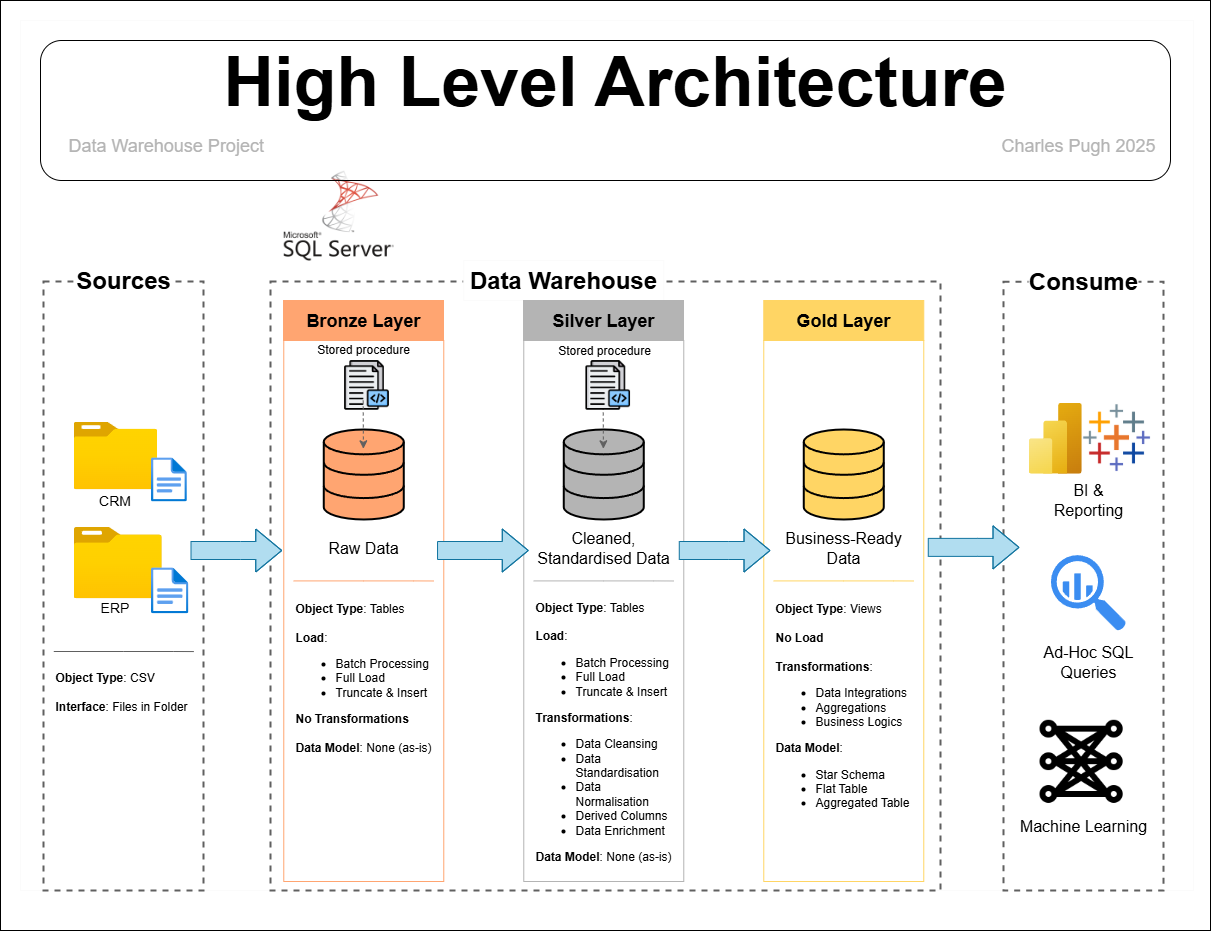 High Level Architecture
Data Warehouse Project
Charles Pugh 2025
Microsoft®
SQL Server
Sources
CRM
ERP
Object Type: CSV
Interface: Files in Folder
Data Warehouse
Bronze Layer
Stored procedure
Raw Data
Object Type: Tables
Load:
• Batch Processing
• Full Load
• Truncate & Insert
No Transformations
Data Model: None (as-is)
Silver Layer
Stored procedure
Cleaned,
Standardised Data
Object Type: Tables
Load:
• Batch Processing
• Full Load
• Truncate & Insert
Transformations:
• Data Cleansing
• Data
Standardisation
• Data
Normalisation
• Derived Columns
• Data Enrichment
Data Model: None (as-is)
Gold Layer
Business-Ready
Data
Object Type: Views
No Load
Transformations:
• Data Integrations
• Aggregations
• Business Logics
Data Model:
• Star Schema
• Flat Table
• Aggregated Table
Consume
BI &
Reporting
Ad-Hoc SQL
Queries
Machine Learning